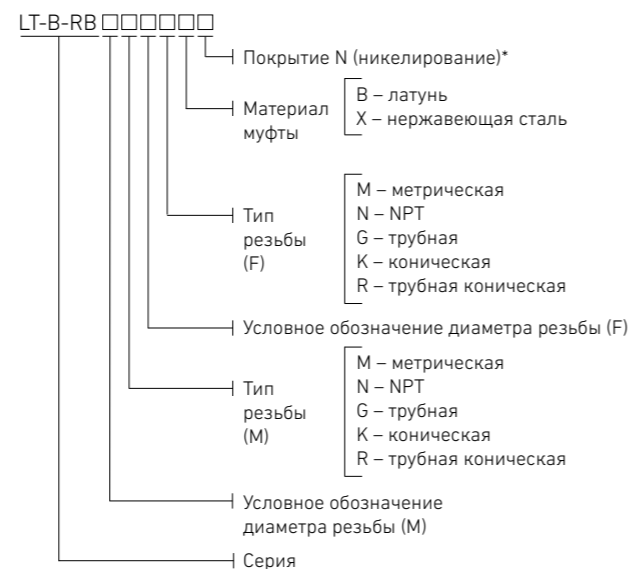 LT-B-RB □□□□□□
Покрытие N (никелирование)*
Материал
муфты
B – латунь
X – нержавеющая сталь
Тип
резьбы
(F)
M – метрическая
N – NPT
G – трубная
K – коническая
R – трубная коническая
Условное обозначение диаметра резьбы (F)
Тип
резьбы
(M)
M – метрическая
N – NPT
G – трубная
K – коническая
R – трубная коническая
Условное обозначение
диаметра резьбы (M)
Серия